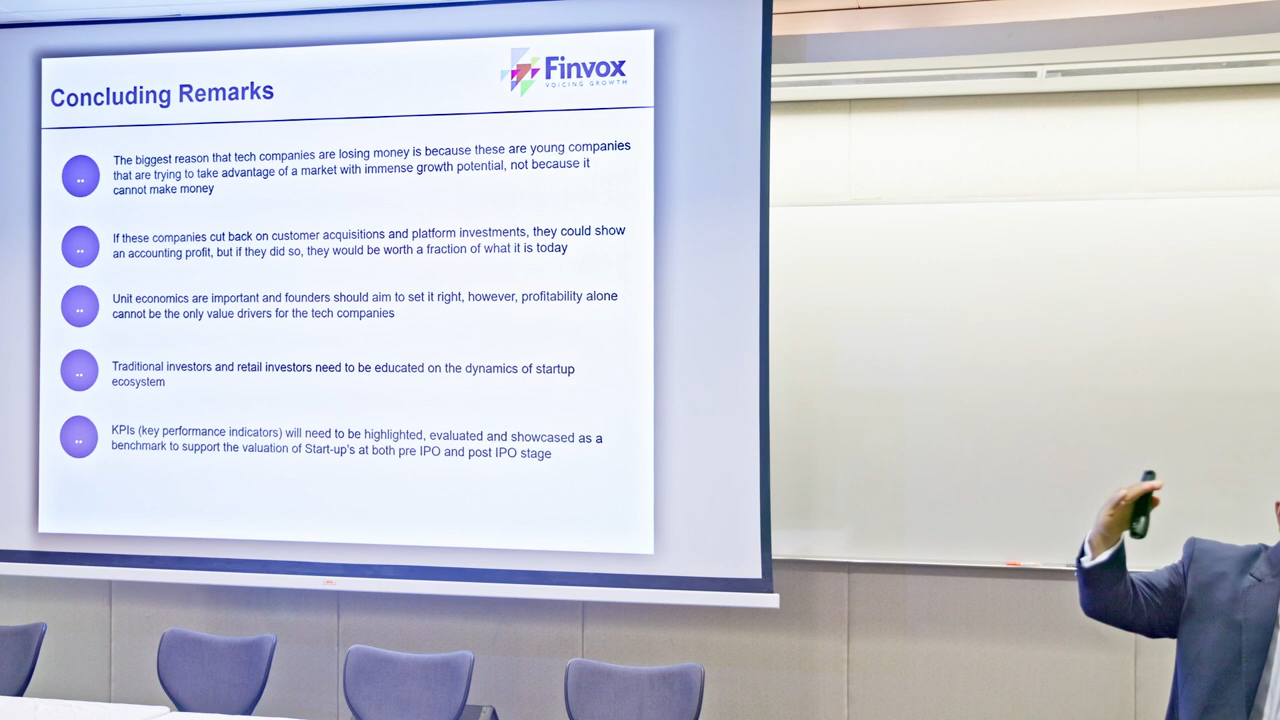 Concluding Remarks
Finvox
VOICING GROWTH
The biggest reason that tech companies are losing money is because these are young companies
that are trying to take advantage of a market with immense growth potential, not because it
cannot make money
If these companies cut back on customer acquisitions and platform investments, they could show
an accounting profit, but if they did so, they would be worth a fraction of what it is today
Unit economics are important and founders should aim to set it right, however, profitability alone
cannot be the only value drivers for the tech companies
Traditional investors and retail investors need to be educated on the dynamics of startup
ecosystem
KPIs (key performance indicators) will need to be highlighted, evaluated and showcased as a
benchmark to support the valuation of Start-up's at both pre IPO and post IPO stage